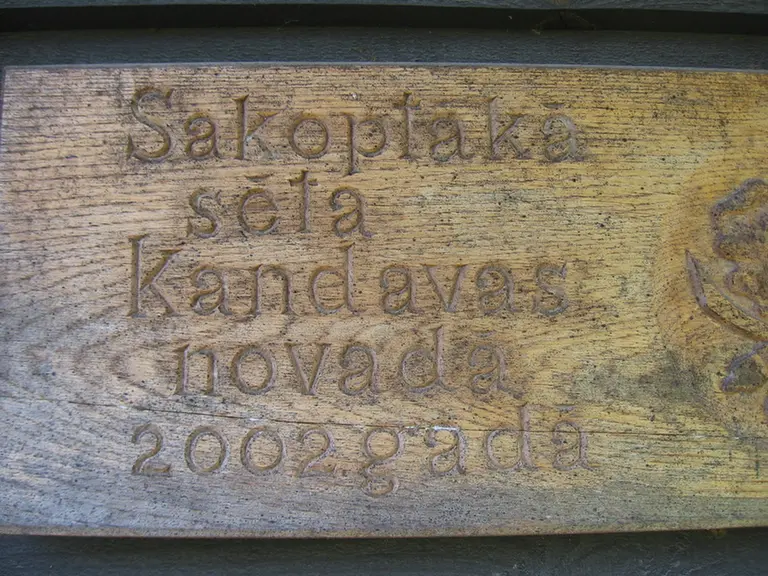 Sakoptākā
sēta
Kandavas
novadā
2002.gadā